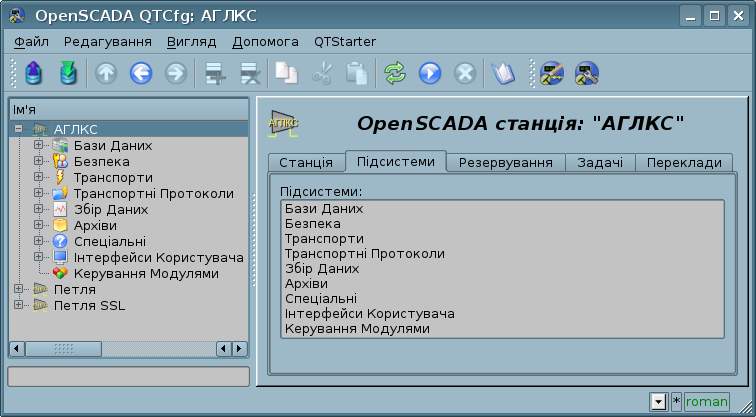 OpenSCADA QTCfg: АГЛКС
Файл Редагування Вигляд Допомога QTStarter
Ім'я
АГЛКС
Бази Даних
Безпека
Транспорти
Транспортні Протоколи
Збір Даних
Архіви
Спеціальні
Інтерфейси Користувача
Керування Модулями
Петля
Петля SSL
АГЛКС
OpenSCADA станція: "АГЛКС"
Станція Підсистеми Резервування Задачі Переклади
Підсистеми:
Бази Даних
Безпека
Транспорти
Транспортні Протоколи
Збір Даних
Архіви
Спеціальні
Інтерфейси Користувача
Керування Модулями
* roman